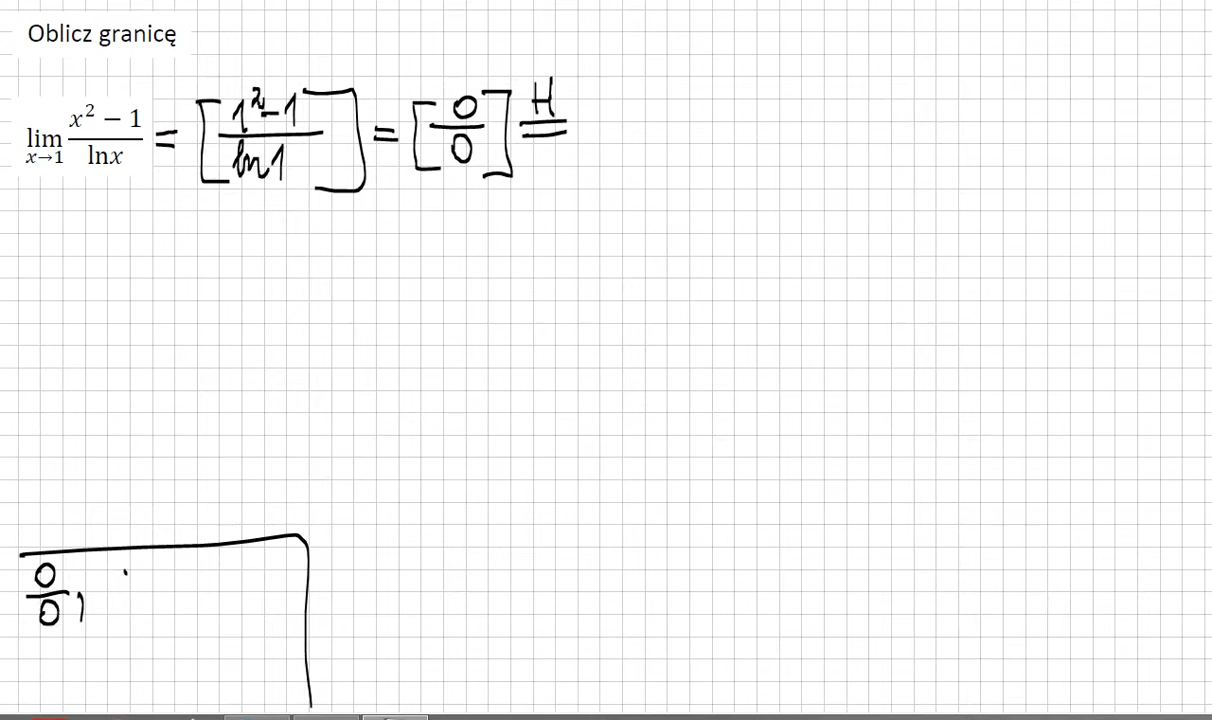 Oblicz granicę
lim x→1 (x² − 1)/(lnx) = [(1²−1)/(ln1)] = [0/0] H=
0/0,